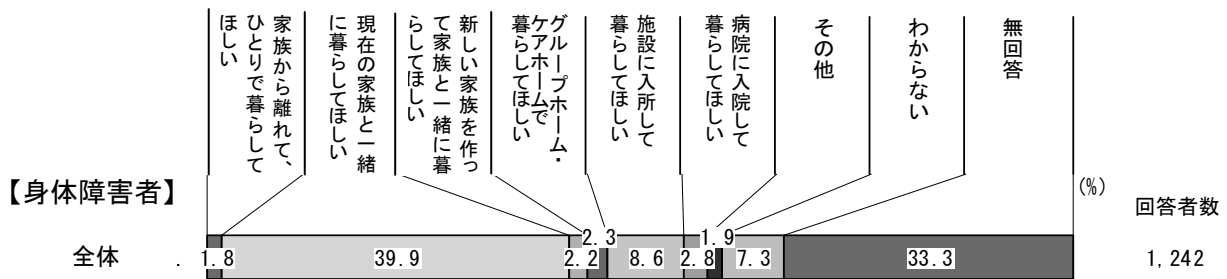 家族から離れて、
ひとりで暮らして
ほしい
現在の家族と一緒
に暮らしてほしい
新しい家族を作っ
て家族と一緒に暮
らしてほしい
グループホーム・
ケアホームで
暮らしてほしい
施設に入所して
暮らしてほしい
病院に入院して
暮らしてほしい
その他
わからない
無回答
【身体障害者】
(%)
回答者数
全体
1.8
39.9
2.2
2.3
8.6
2.8
1.9
7.3
33.3
1,242